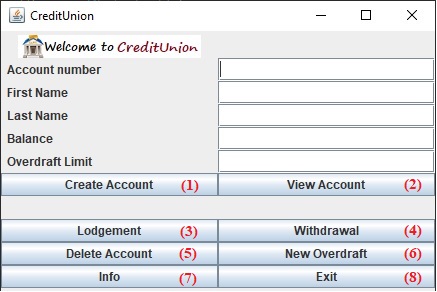 CreditUnion
Welcome to CreditUnion
Account number
First Name
Last Name
Balance
Overdraft Limit
Create Account (1) View Account (2)
Lodgement (3) Withdrawal (4)
Delete Account (5) New Overdraft (6)
Info (7) Exit (8)